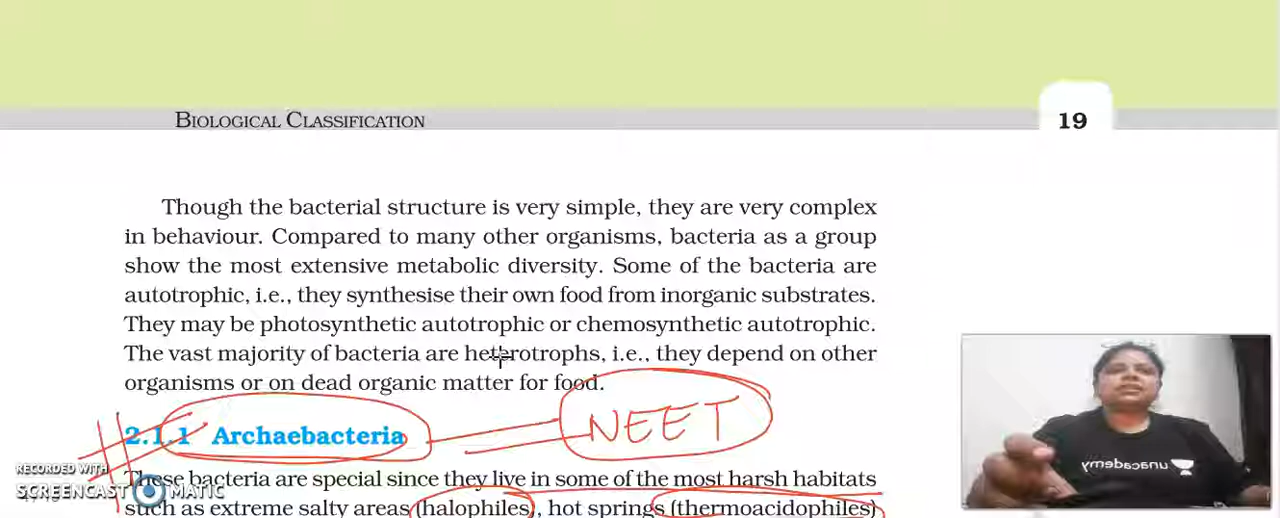 BIOLOGICAL CLASSIFICATION
19
Though the bacterial structure is very simple, they are very complex
in behaviour. Compared to many other organisms, bacteria as a group
show the most extensive metabolic diversity. Some of the bacteria are
autotrophic, i.e., they synthesise their own food from inorganic substrates.
They may be photosynthetic autotrophic or chemosynthetic autotrophic.
The vast majority of bacteria are heterotrophs, i.e., they depend on other
organisms or on dead organic matter for food.
NEET
2.1.1 Archaebacteria
These bacteria are special since they live in some of the most harsh habitats
such as extreme salty areas (halophiles), hot springs (thermoacidophiles)
RECORDED WITH
SCREENCAST MATIC
unacademy